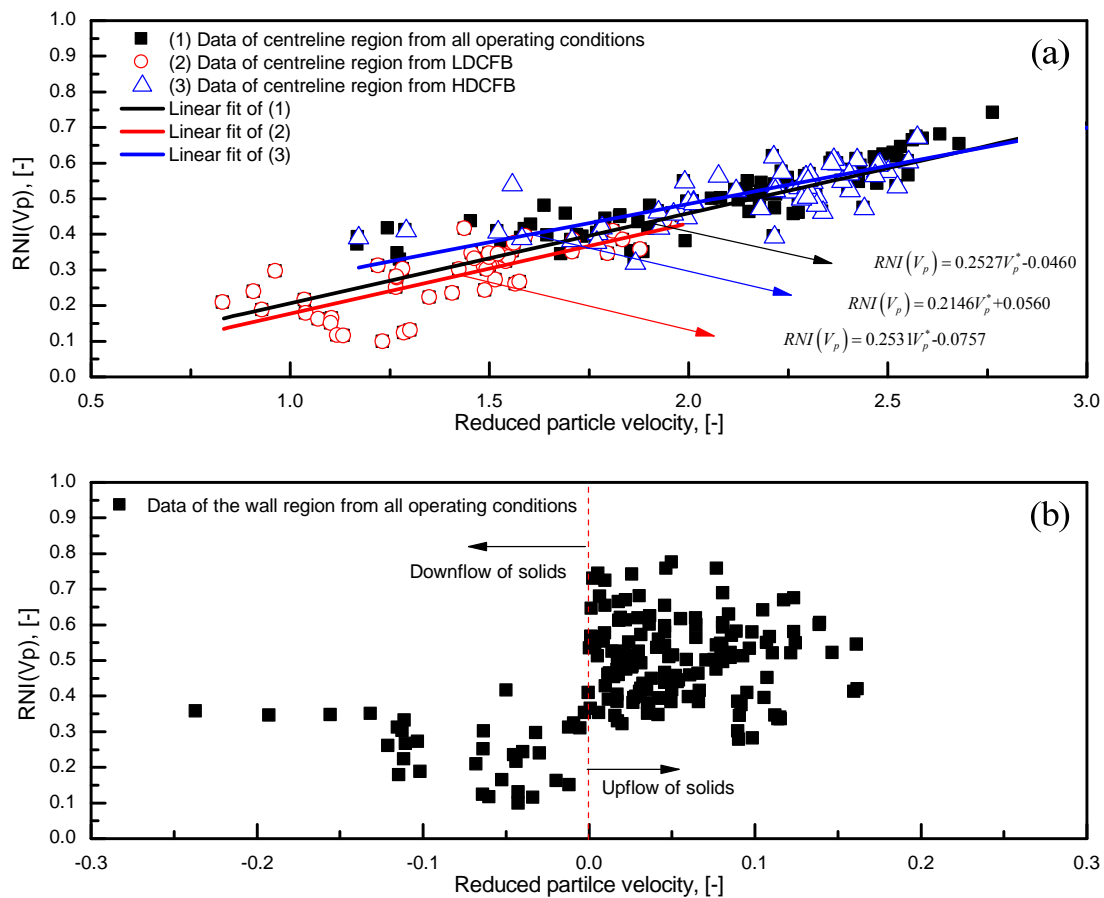 (a)
(1) Data of centreline region from all operating conditions
(2) Data of centreline region from LDCFB
(3) Data of centreline region from HDCFB
Linear fit of (1)
Linear fit of (2)
Linear fit of (3)
RNI(Vp), [-]
1.0
0.9
0.8
0.7
0.6
0.5
0.4
0.3
0.2
0.1
0.0
RNI(V_p) = 0.2527V_p^*-0.0460
RNI(V_p) = 0.2146V_p^*+0.0560
RNI(V_p) = 0.2531V_p^*-0.0757
0.5 1.0 1.5 2.0 2.5 3.0
Reduced particle velocity, [-]
(b)
Data of the wall region from all operating conditions
Downflow of solids
Upflow of solids
RNI(Vp), [-]
1.0
0.9
0.8
0.7
0.6
0.5
0.4
0.3
0.2
0.1
0.0
-0.3 -0.2 -0.1 0.0 0.1 0.2 0.3
Reduced partilce velocity, [-]